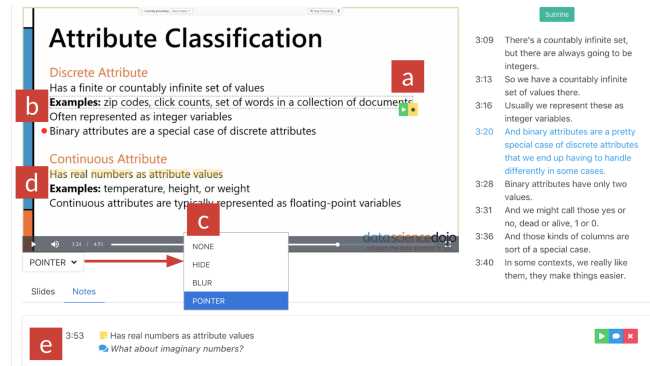 Currently presenting
Stop Presenting
Attribute Classification
Discrete Attribute
Has a finite or countably infinite set of values
a
Examples: zip codes, click counts, set of words in a collection of documents
b
Often represented as integer variables
Binary attributes are a special case of discrete attributes
Continuous Attribute
d
Has real numbers as attribute values
Examples: temperature, height, or weight
Continuous attributes are typically represented as floating-point variables
c
datasciencedojo
3:24 / 4:51
POINTER
NONE
HIDE
BLUR
POINTER
Slides Notes
e
3:53 Has real numbers as attribute values
What about imaginary numbers?
Subtitle
3:09 There's a countably infinite set,
but there are always going to be
integers.
3:13 So we have a countably infinite
set of values there.
3:16 Usually we represent these as
integer variables.
3:20 And binary attributes are a pretty
special case of discrete attributes
that we end up having to handle
differently in some cases.
3:28 Binary attributes have only two
values.
3:31 And we might call those yes or
no, dead or alive, 1 or 0.
3:36 And those kinds of columns are
sort of a special case.
3:40 In some contexts, we really like
them, they make things easier.